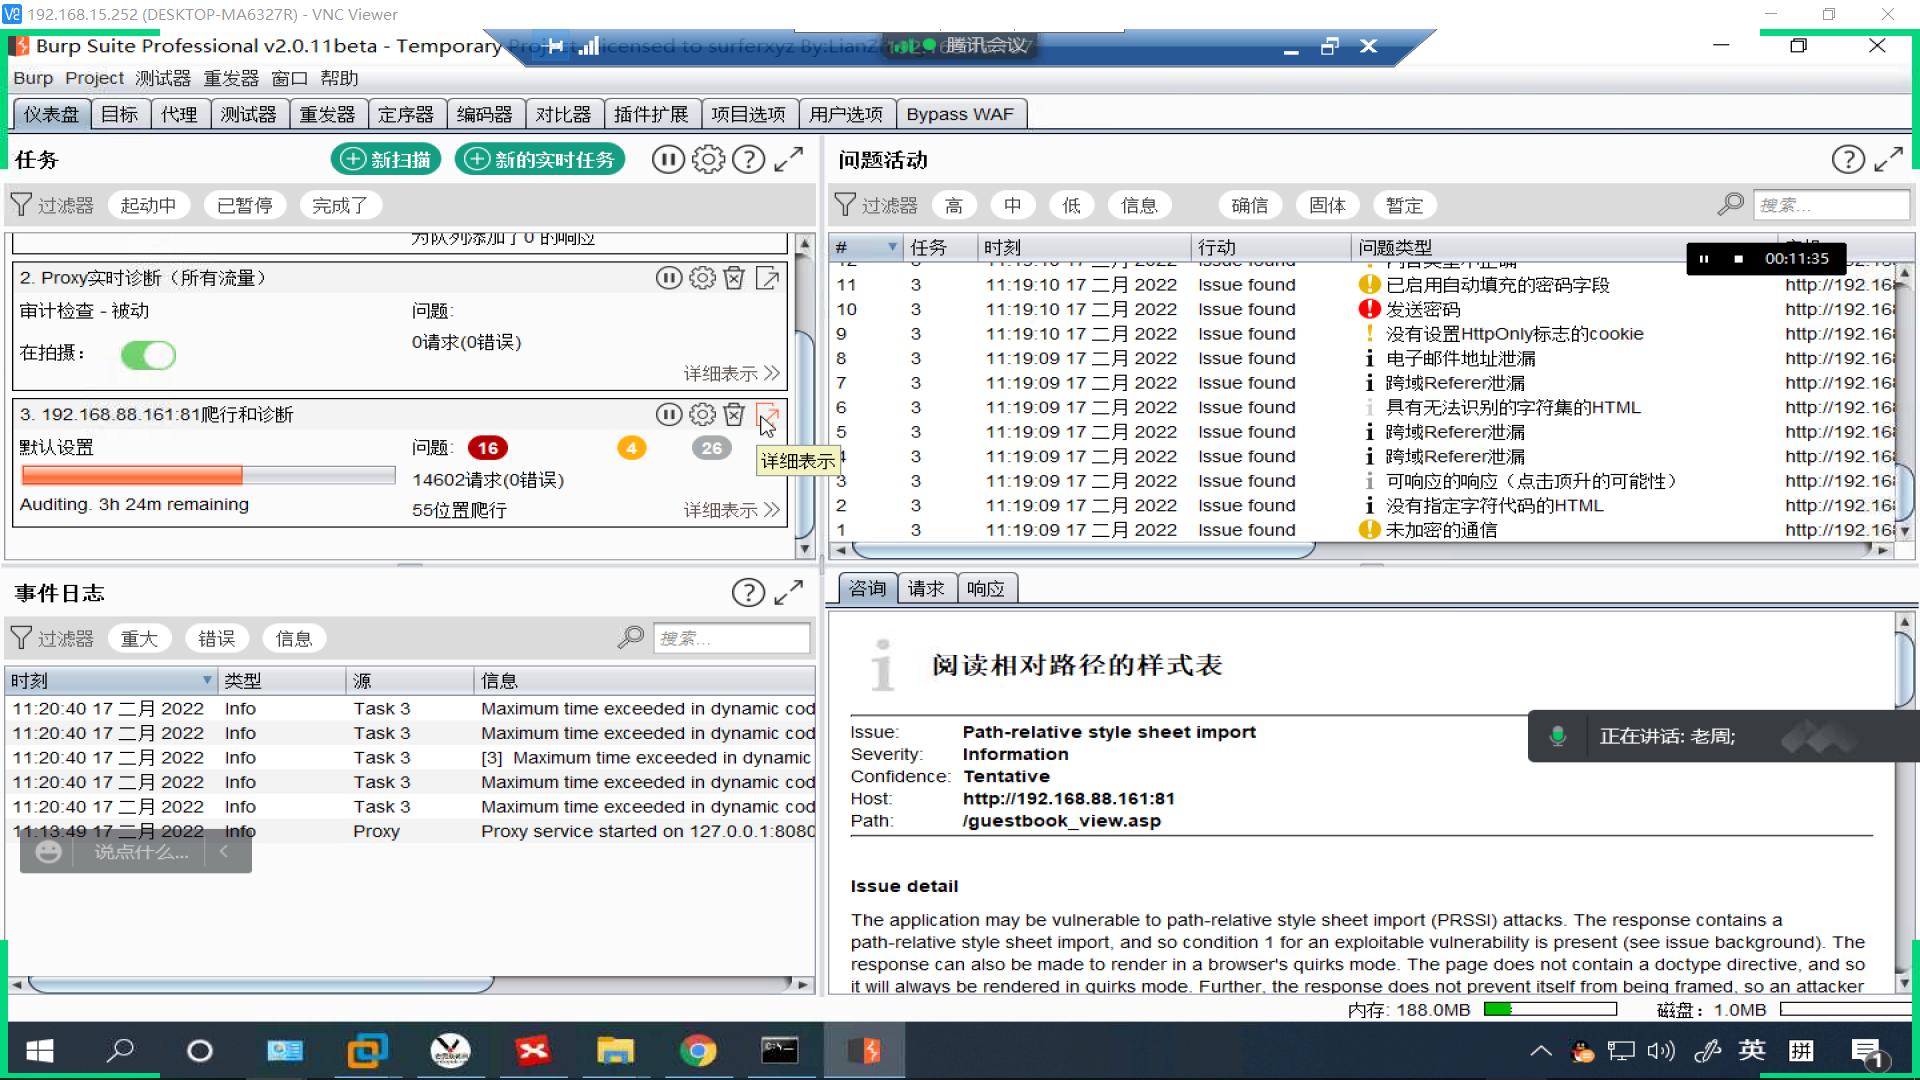 192.168.15.252 (DESKTOP-MA6327R) - VNC Viewer
Burp Suite Professional v2.0.11beta - Temporary
腾讯会议
Burp Project 测试器 重发器 窗口 帮助
仪表盘 目标 代理 测试器 重发器 定序器 编码器 对比器 插件扩展 项目选项 用户选项 Bypass WAF
任务 新扫描 新的实时任务
过滤器 起动中 已暂停 完成了
为队列添加了0 的响应
2. Proxy实时诊断（所有流量）
审计检查 - 被动 问题:
0请求(0错误)
在拍摄：
详细表示
3. 192.168.88.161:81爬行和诊断
默认设置 问题: 16 4 26
详细表示
14602请求(0错误)
Auditing. 3h 24m remaining
55位置爬行 详细表示
问题活动
过滤器 高 中 低 信息 确信 固体 暂定 搜索...
# 任务 时刻 行动 问题类型
00:11:35
11 3 11:19:10 17 二月 2022 Issue found 已启用自动填充的密码字段 http://192.168
10 3 11:19:10 17 二月 2022 Issue found 发送密码 http://192.168
9 3 11:19:10 17 二月 2022 Issue found 没有设置HttpOnly标志的cookie http://192.168
8 3 11:19:09 17 二月 2022 Issue found 电子邮件地址泄漏 http://192.168
7 3 11:19:09 17 二月 2022 Issue found 跨域Referer泄漏 http://192.168
6 3 11:19:09 17 二月 2022 Issue found 具有无法识别的字符集的HTML http://192.168
5 3 11:19:09 17 二月 2022 Issue found 跨域Referer泄漏 http://192.168
4 3 11:19:09 17 二月 2022 Issue found 跨域Referer泄漏 http://192.168
3 3 11:19:09 17 二月 2022 Issue found 可响应的响应（点击顶升的可能性） http://192.168
2 3 11:19:09 17 二月 2022 Issue found 没有指定字符代码的HTML http://192.168
1 3 11:19:09 17 二月 2022 Issue found 未加密的通信 http://192.168
事件日志
过滤器 重大 错误 信息 搜索...
时刻 类型 源 信息
11:20:40 17 二月 2022 Info Task 3 Maximum time exceeded in dynamic cod
11:20:40 17 二月 2022 Info Task 3 Maximum time exceeded in dynamic cod
11:20:40 17 二月 2022 Info Task 3 [3] Maximum time exceeded in dynamic
11:20:40 17 二月 2022 Info Task 3 Maximum time exceeded in dynamic cod
11:20:40 17 二月 2022 Info Task 3 Maximum time exceeded in dynamic cod
11:13:49 17 二月 2022 Info Proxy Proxy service started on 127.0.0.1:8080
说点什么...
咨询 请求 响应
阅读相对路径的样式表
Issue: Path-relative style sheet import
Severity: Information
Confidence: Tentative
Host: http://192.168.88.161:81
Path: /guestbook_view.asp
正在讲话: 老周;
Issue detail
The application may be vulnerable to path-relative style sheet import (PRSSI) attacks. The response contains a
path-relative style sheet import, and so condition 1 for an exploitable vulnerability is present (see issue background). The
response can also be made to render in a browser's quirks mode. The page does not contain a doctype directive, and so
it will always be rendered in quirks mode. Further, the response does not prevent itself from being framed, so an attacker
内存: 188.0MB 磁盘：1.0MB
英 拼 1